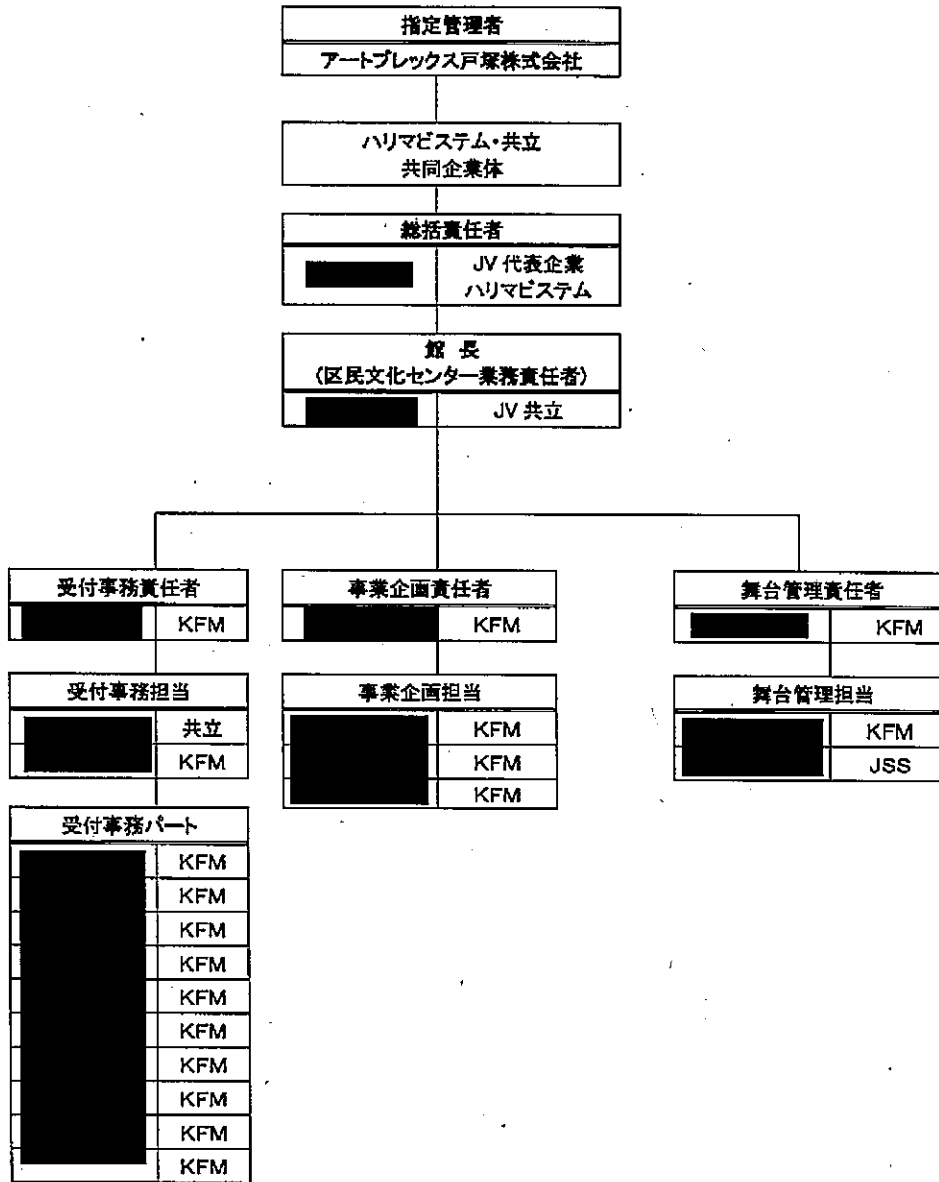 指定管理者
アートプレックス戸塚株式会社
ハリマビステム・共立
共同企業体
総括責任者
JV 代表企業
ハリマビステム
館 長
(区民文化センター業務責任者)
JV 共立
受付事務責任者
KFM
受付事務担当
共立
KFM
受付事務パート
KFM
KFM
KFM
KFM
KFM
KFM
KFM
KFM
KFM
KFM
事業企画責任者
KFM
事業企画担当
KFM
KFM
KFM
舞台管理責任者
KFM
舞台管理担当
KFM
JSS